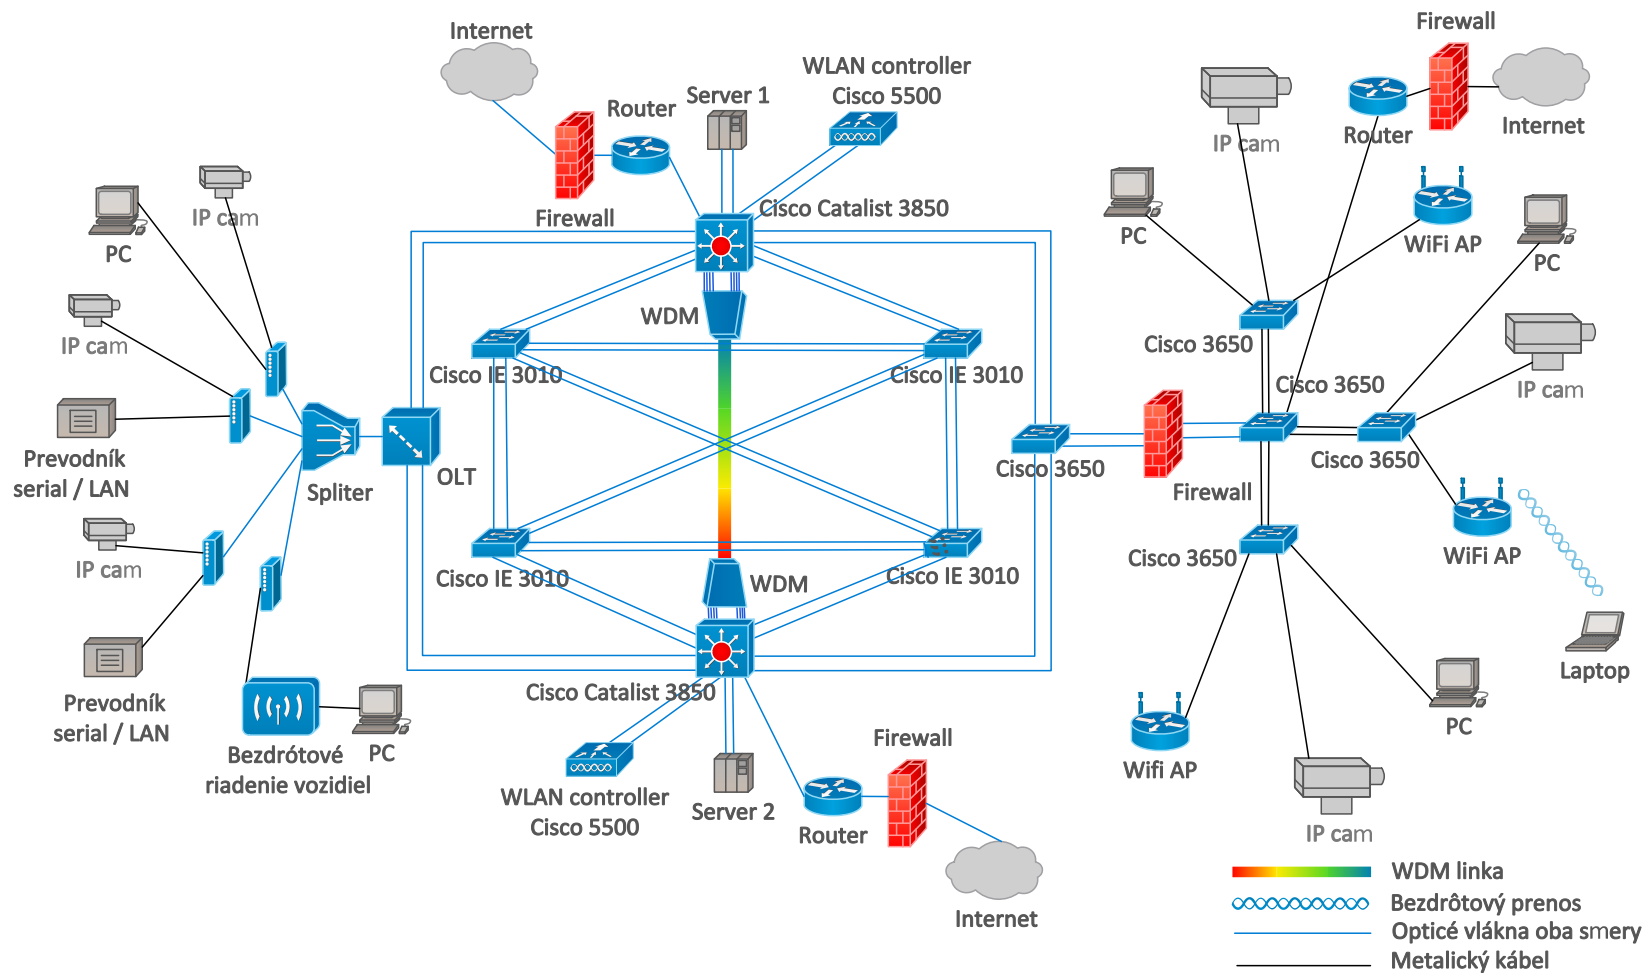 Internet
WLAN controller
Cisco 5500
Server 1
Router
Firewall
Cisco Catalist 3850
IP cam
PC
IP cam
Prevodník
serial / LAN
IP cam
Prevodník
serial / LAN
Bezdrótové
riadenie vozidiel
PC
Spliter
OLT
WDM
Cisco IE 3010
Cisco IE 3010
Cisco IE 3010
Cisco IE 3010
WDM
Cisco Catalist 3850
WLAN controller
Cisco 5500
Server 2
Router
Firewall
Internet
Cisco 3650
Firewall
Firewall
Internet
Router
IP cam
PC
WiFi AP
PC
Cisco 3650
Cisco 3650
IP cam
Cisco 3650
WiFi AP
Cisco 3650
Laptop
PC
Wifi AP
IP cam
WDM linka
Bezdrôtový prenos
Opticé vlákna oba smery
Metalický kábel